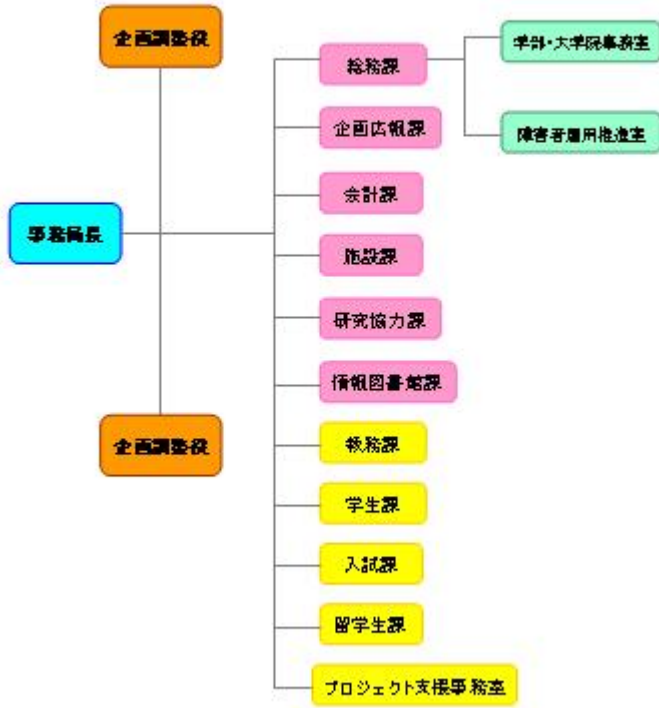 企画調整役
総務課
学部・大学院事務室
企画広報課
障害者雇用推進室
会計課
事務局長
施設課
研究協力課
情報図書館課
企画調整役
教務課
学生課
入試課
留学生課
プロジェクト支援事務室